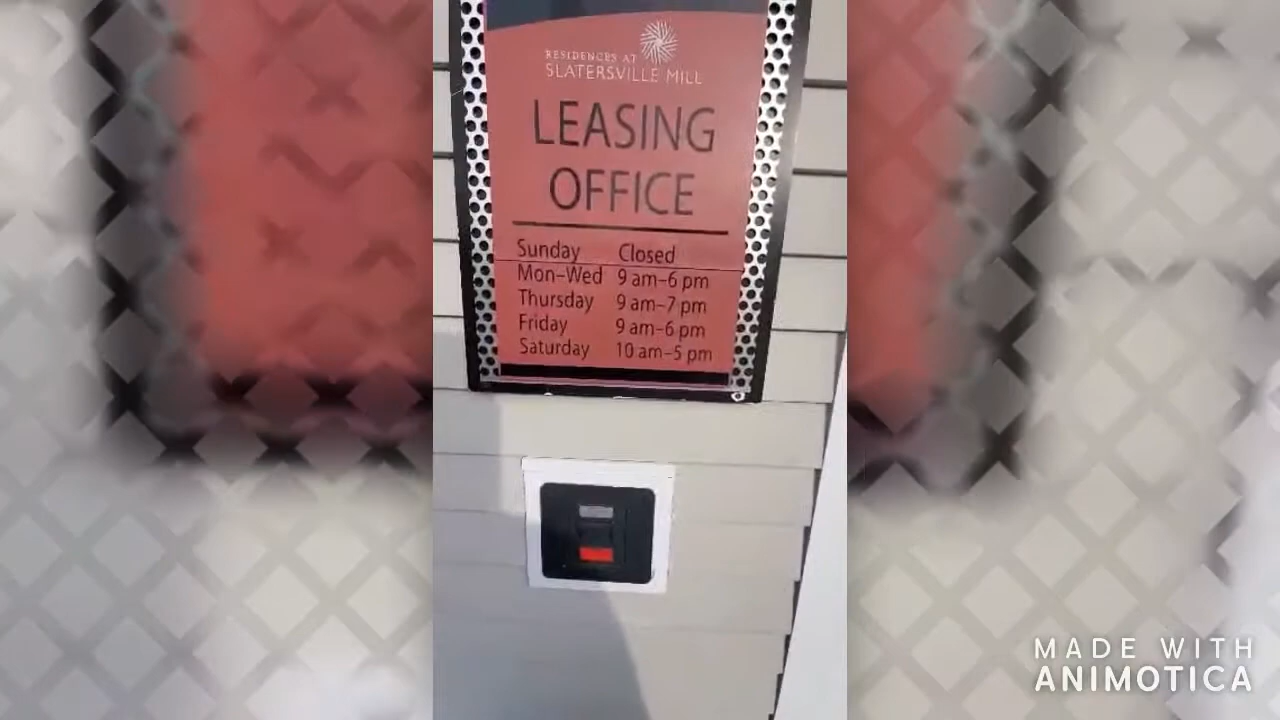 RESIDENCES AT
SLATERSVILLE MILL
LEASING
OFFICE
Sunday Closed
Mon–Wed 9 am–6 pm
Thursday 9 am–7 pm
Friday 9 am–6 pm
Saturday 10 am–5 pm
MADE WITH
ANIMOTICA